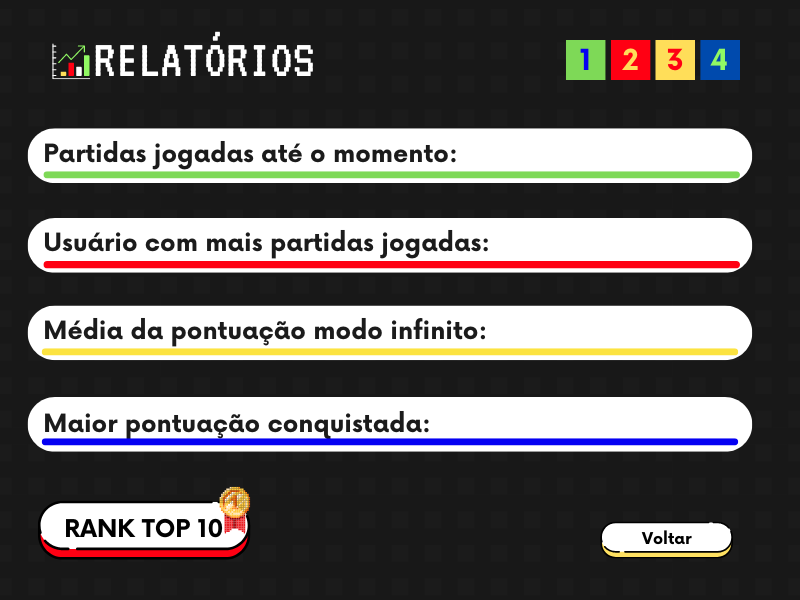 RELATÓRIOS
1 2 3 4
Partidas jogadas até o momento:
Usuário com mais partidas jogadas:
Média da pontuação modo infinito:
Maior pontuação conquistada:
RANK TOP 10
Voltar